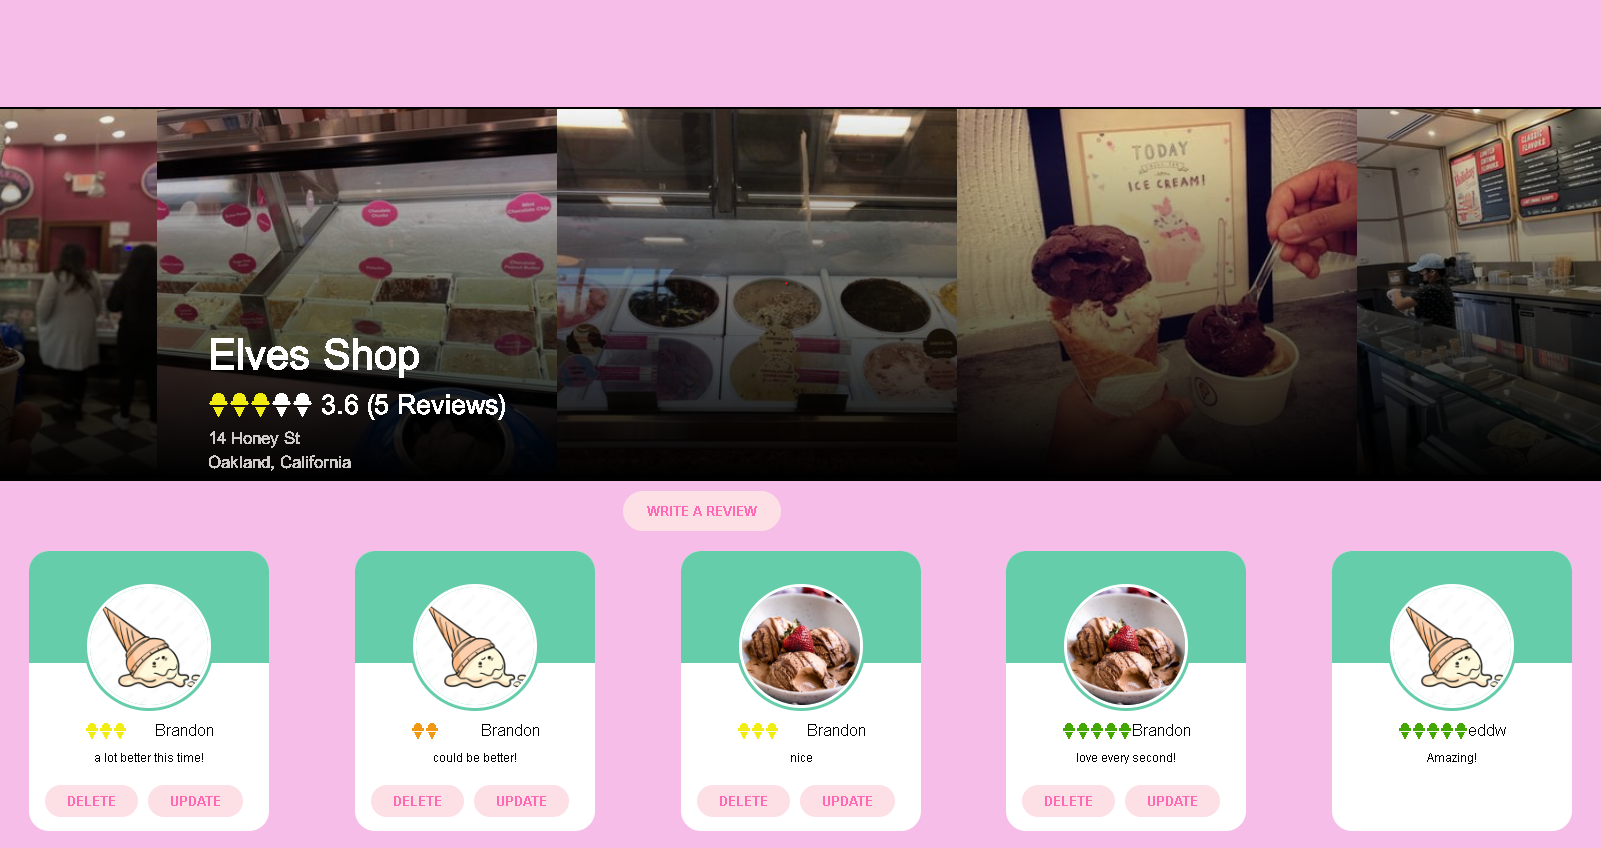 TODAY
ICE CREAM!
CLASSIC
FLAVORS
Elves Shop
3.6 (5 Reviews)
14 Honey St
Oakland, California
WRITE A REVIEW
Brandon
a lot better this time!
DELETE UPDATE
Brandon
could be better!
DELETE UPDATE
Brandon
nice
DELETE UPDATE
Brandon
love every second!
DELETE UPDATE
eddw
Amazing!